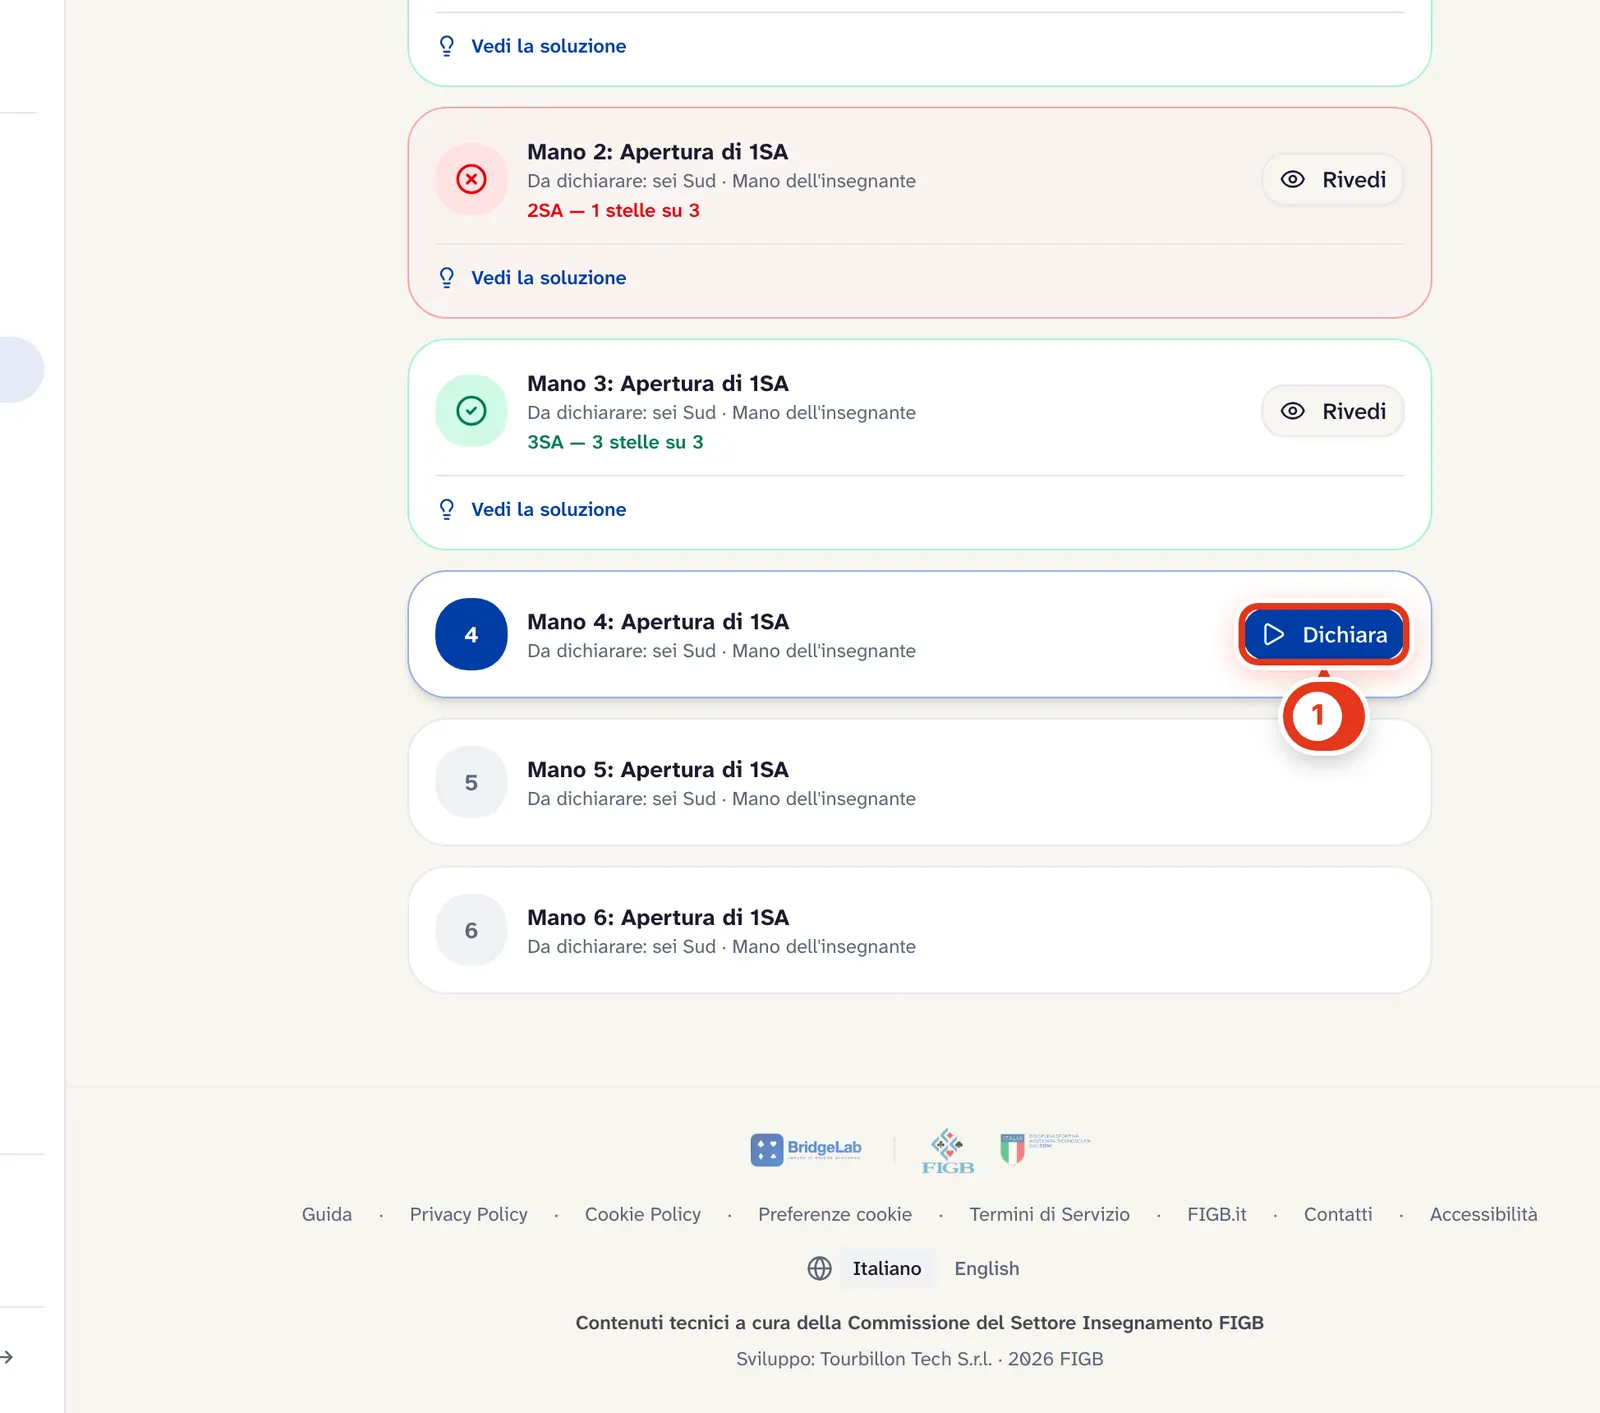 Vedi la soluzione
Mano 2: Apertura di 1SA
Da dichiarare: sei Sud · Mano dell'insegnante
2SA — 1 stelle su 3
Rivedi
Vedi la soluzione
Mano 3: Apertura di 1SA
Da dichiarare: sei Sud · Mano dell'insegnante
3SA — 3 stelle su 3
Rivedi
Vedi la soluzione
4
Mano 4: Apertura di 1SA
Da dichiarare: sei Sud · Mano dell'insegnante
Dichiara
1
5
Mano 5: Apertura di 1SA
Da dichiarare: sei Sud · Mano dell'insegnante
6
Mano 6: Apertura di 1SA
Da dichiarare: sei Sud · Mano dell'insegnante
BridgeLab
FIGB
ITALIA
Guida · Privacy Policy · Cookie Policy · Preferenze cookie · Termini di Servizio · FIGB.it · Contatti · Accessibilità
Italiano English
Contenuti tecnici a cura della Commissione del Settore Insegnamento FIGB
Sviluppo: Tourbillon Tech S.r.l. · 2026 FIGB